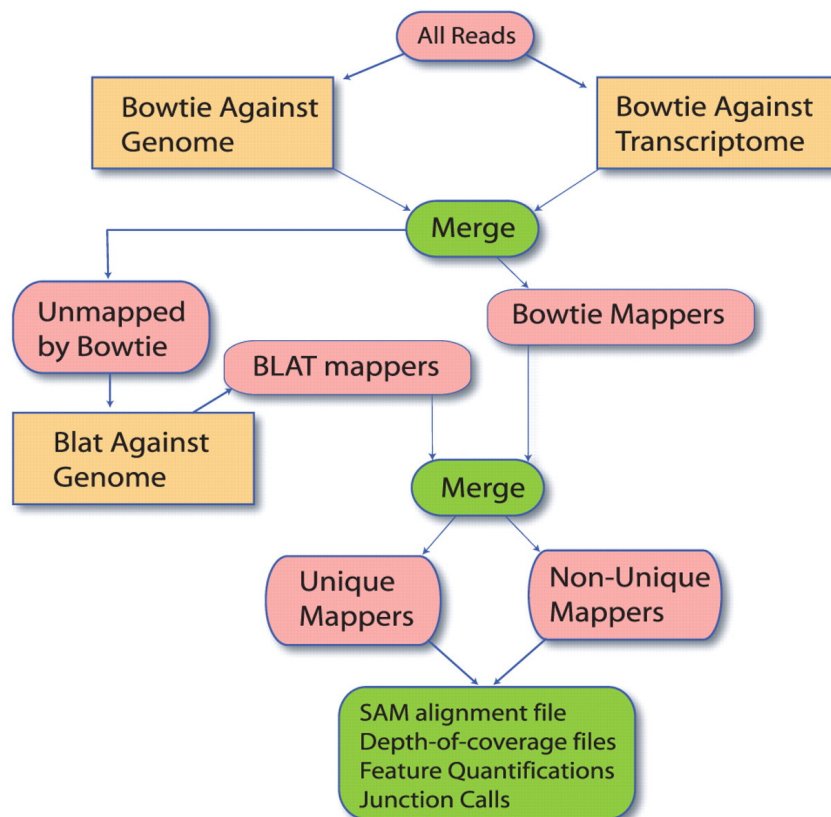 All Reads
Bowtie Against
Genome
Bowtie Against
Transcriptome
Merge
Unmapped
by Bowtie
Bowtie Mappers
BLAT mappers
Blat Against
Genome
Merge
Unique
Mappers
Non-Unique
Mappers
SAM alignment file
Depth-of-coverage files
Feature Quantifications
Junction Calls